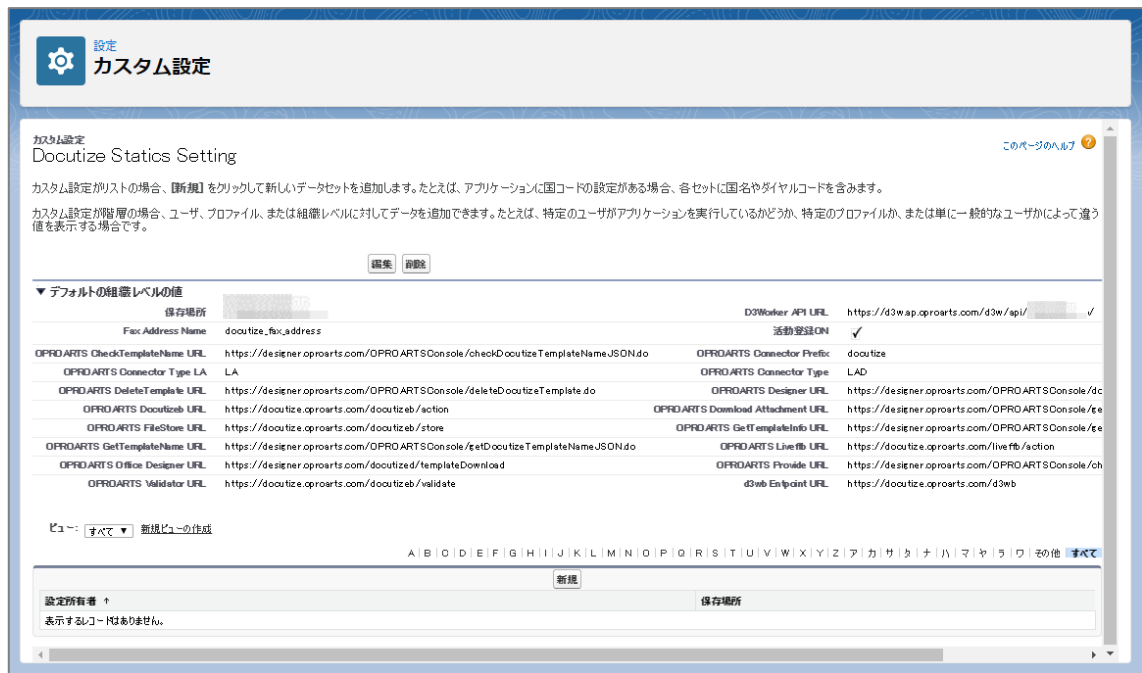 設定
カスタム設定
カスタム設定
Docutize Statics Setting
このページのヘルプ
カスタム設定がリストの場合、[新規] をクリックして新しいデータセットを追加します。たとえば、アプリケーションに国コードの設定がある場合、各セットに国名やダイヤルコードを含みます。
カスタム設定が階層の場合、ユーザ、プロファイル、または組織レベルに対してデータを追加できます。たとえば、特定のユーザがアプリケーションを実行しているかどうか、特定のプロファイルか、または単に一般的なユーザかによって違う
値を表示する場合です。
編集 削除
▼ デフォルトの組織レベルの値
保存場所 D3Worker API URL https://d3w.ap.oproarts.com/d3w/api/ /
Fax Address Name docutize_fax_address 活動登録ON ✓
OPROARTS CheckTemplateName URL https://designer.oproarts.com/OPROARTSConsole/checkDocutizeTemplateNameJSON.do OPROARTS Connector Prefix docutize
OPROARTS Connector Type LA LA OPROARTS Connector Type LAD
OPROARTS DeleteTemplate URL https://designer.oproarts.com/OPROARTSConsole/deleteDocutizeTemplate.do OPROARTS Designer URL https://designer.oproarts.com/OPROARTSConsole/dc
OPROARTS Docutizeb URL https://docutize.oproarts.com/docutizeb/action OPROARTS Download Attachment URL https://designer.oproarts.com/OPROARTSConsole/ge
OPROARTS FileStore URL https://docutize.oproarts.com/docutizeb/store OPROARTS GetTemplateInfo URL https://designer.oproarts.com/OPROARTSConsole/ge
OPROARTS GetTemplateName URL https://designer.oproarts.com/OPROARTSConsole/getDocutizeTemplateNameJSON.do OPROARTS Liveffb URL https://docutize.oproarts.com/liveffb/action
OPROARTS Office Designer URL https://designer.oproarts.com/docutized/templateDownload OPROARTS Provide URL https://designer.oproarts.com/OPROARTSConsole/ch
OPROARTS Validator URL https://docutize.oproarts.com/docutizeb/validate d3wb Entpoint URL https://docutize.oproarts.com/d3wb
ビュー: すべて ▼ 新規ビューの作成
A | B | C | D | E | F | G | H | I | J | K | L | M | N | O | P | Q | R | S | T | U | V | W | X | Y | Z | ア | カ | サ | タ | ナ | ハ | マ | ヤ | ラ | ワ | その他 すべて
新規
設定所有者 ↑ 保存場所
表示するレコードはありません。